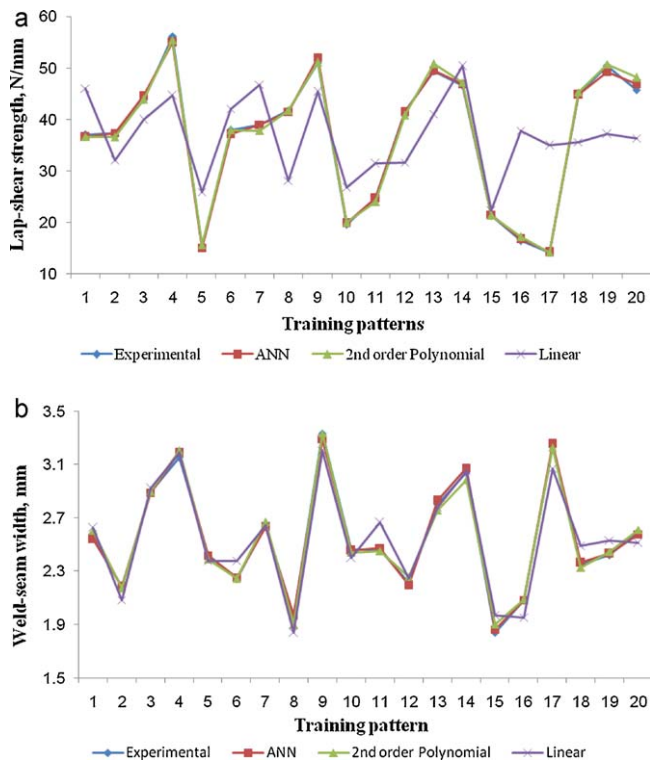 a
Lap-shear strength, N/mm
60
50
40
30
20
10
1 2 3 4 5 6 7 8 9 10 11 12 13 14 15 16 17 18 19 20
Training patterns
Experimental ANN 2nd order Polynomial Linear
b
Weld-seam width, mm
3.5
3.1
2.7
2.3
1.9
1.5
1 2 3 4 5 6 7 8 9 10 11 12 13 14 15 16 17 18 19 20
Training pattern
Experimental ANN 2nd order Polynomial Linear